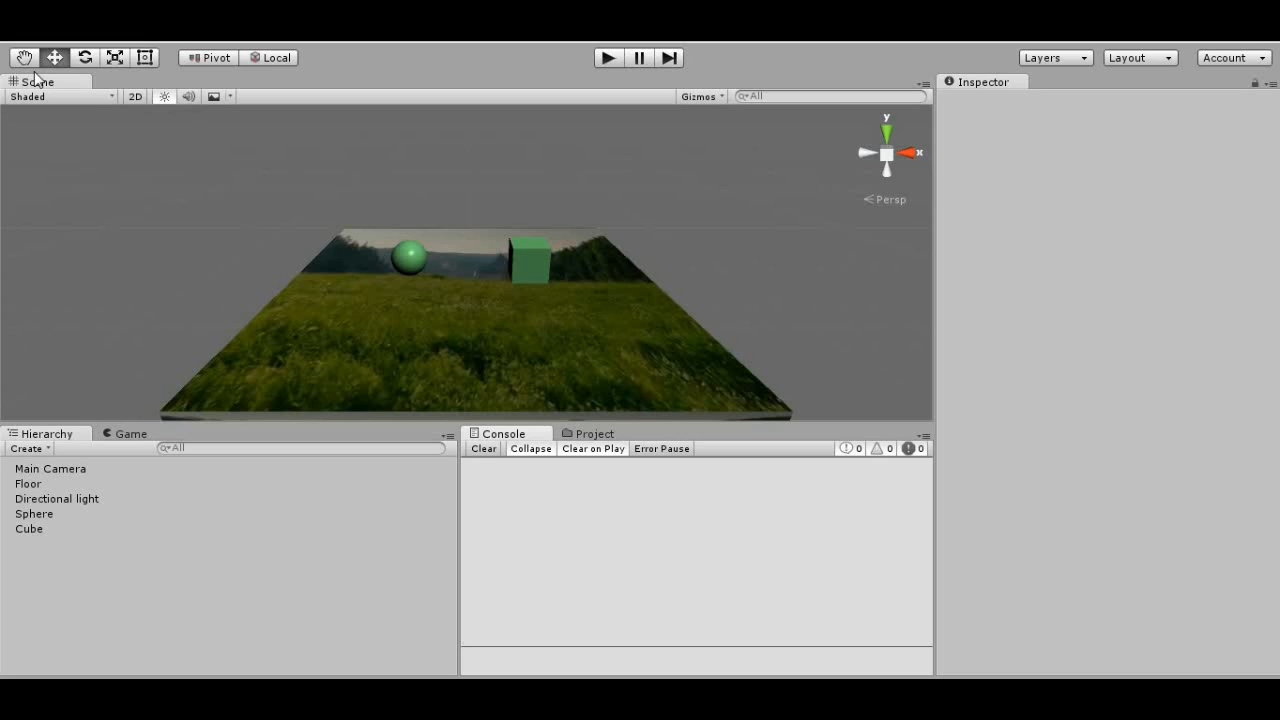 Pivot Local Layers Layout Account
Scene Inspector
Shaded 2D Gizmos All
y
x
Persp
Hierarchy Game Console Project
Create All Clear Collapse Clear on Play Error Pause 0 0 0
Main Camera
Floor
Directional light
Sphere
Cube